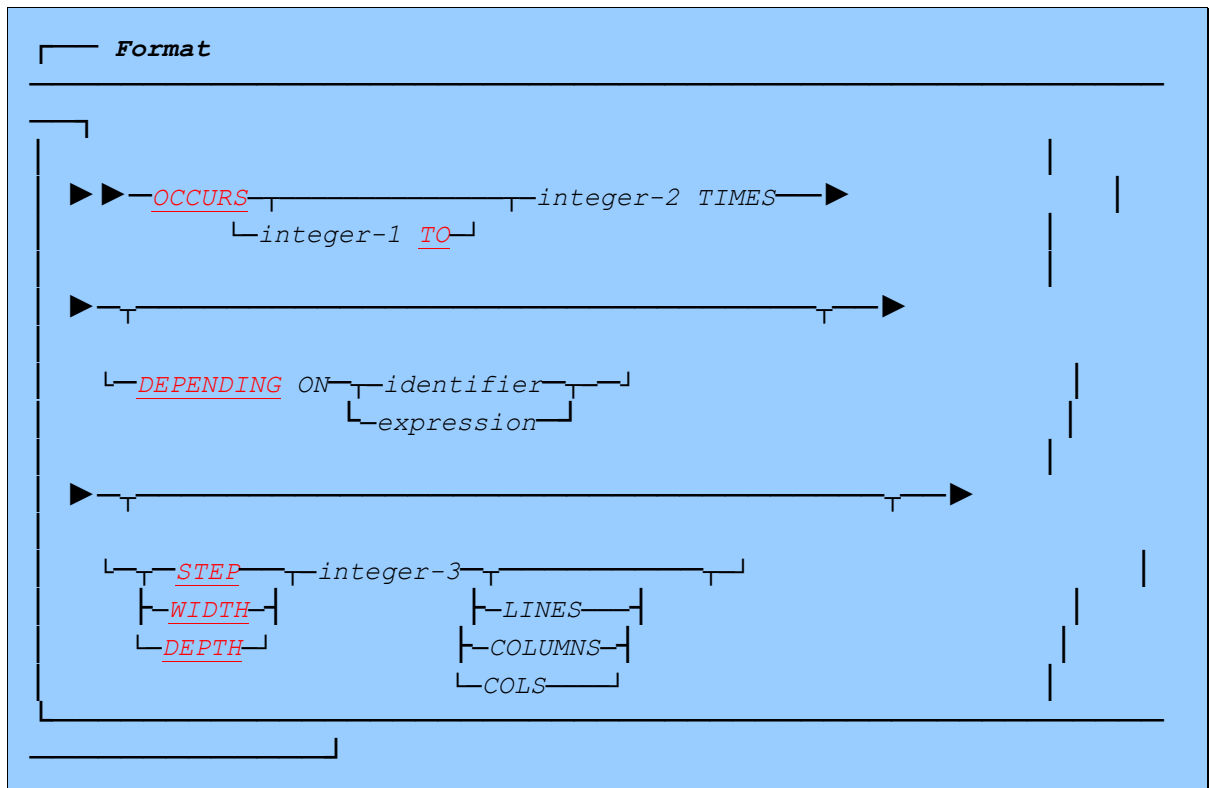 Format
OCCURS integer-2 TIMES
integer-1 TO
DEPENDING ON identifier
expression
STEP integer-3
WIDTH LINES
DEPTH COLUMNS
COLS